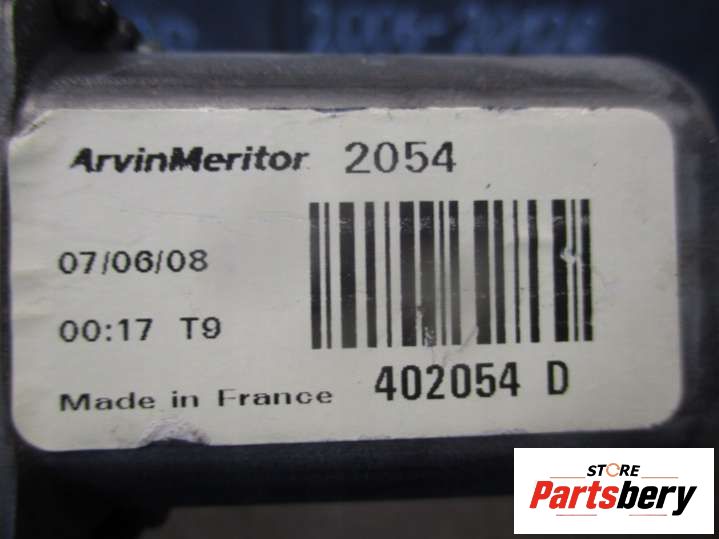 ArvinMeritor 2054
07/06/08
00:17 T9
Made in France 402054 D
STORE
Partsbery